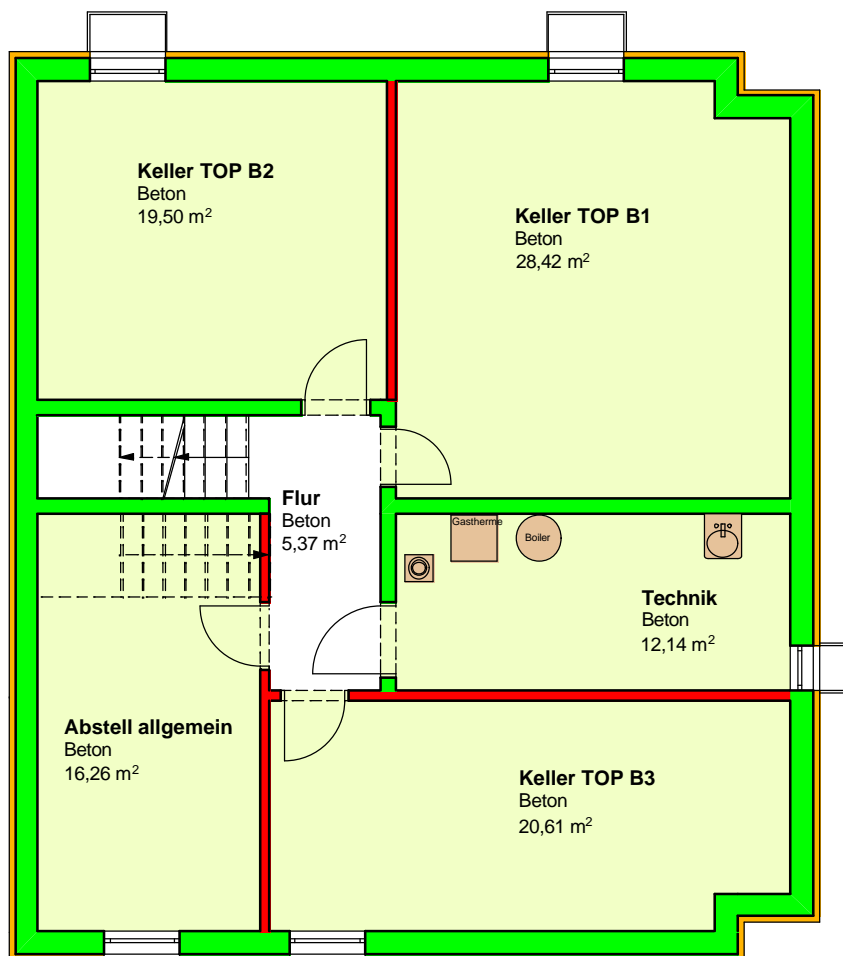 Keller TOP B2
Beton
19,50 m²
Keller TOP B1
Beton
28,42 m²
Flur
Beton
5,37 m²
Gastherme
Boiler
Technik
Beton
12,14 m²
Abstell allgemein
Beton
16,26 m²
Keller TOP B3
Beton
20,61 m²